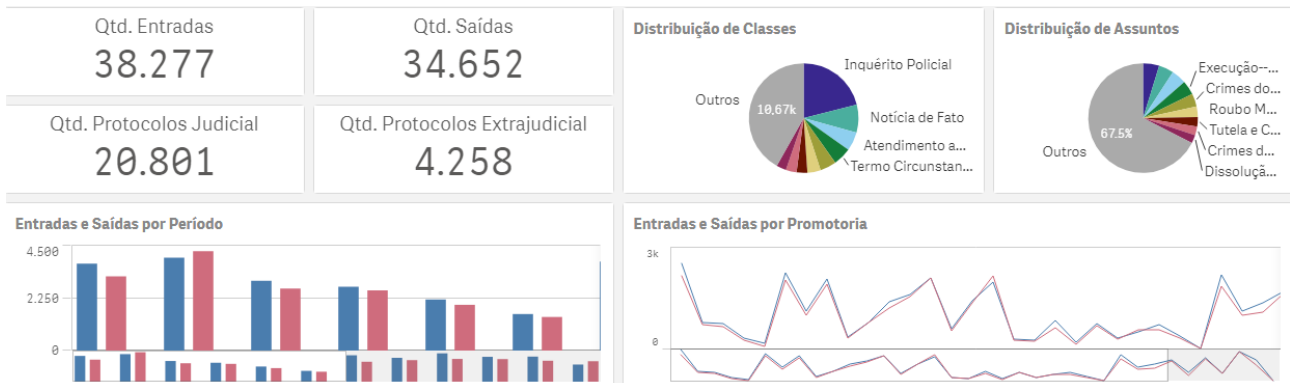 Qtd. Entradas
38.277
Qtd. Saídas
34.652
Qtd. Protocolos Judicial
20.801
Qtd. Protocolos Extrajudicial
4.258
Distribuição de Classes
Inquérito Policial
Outros
10,67k
Notícia de Fato
Atendimento a...
Termo Circunstan...
Distribuição de Assuntos
Execução--...
Crimes do...
Roubo M...
67.5%
Tutela e C...
Outros
Crimes d...
Dissoluçã...
Entradas e Saídas por Período
4.500
2.250
0
Entradas e Saídas por Promotoria
3k
0